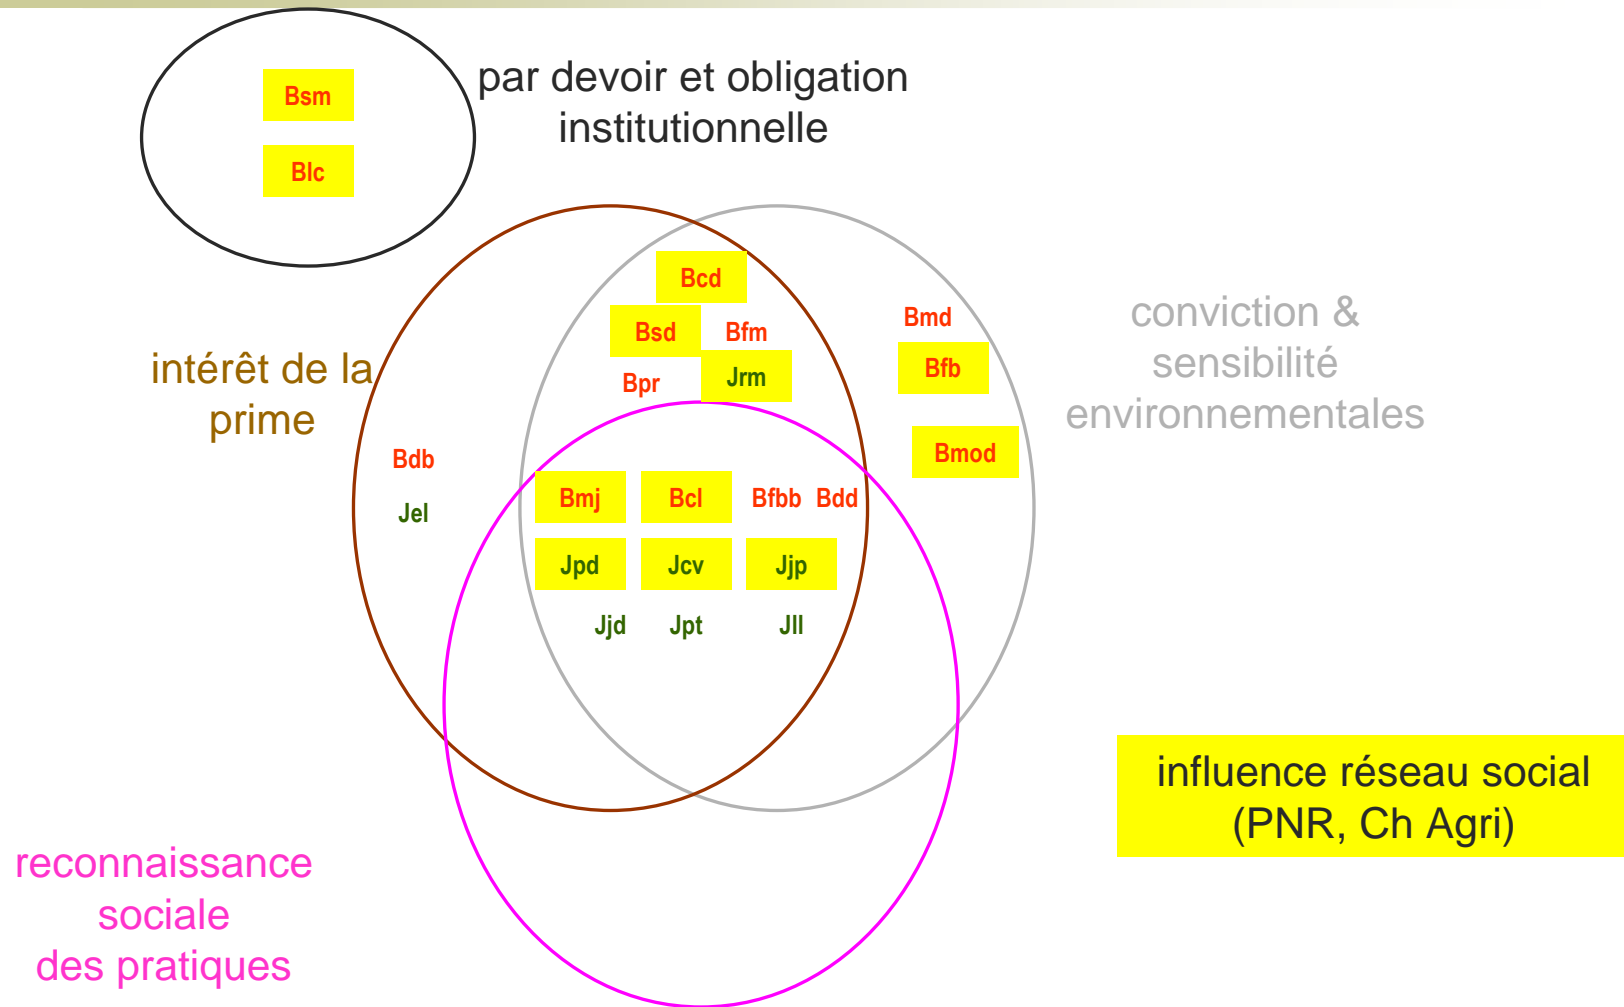 Bsm
Blc
par devoir et obligation
institutionnelle
Bcd
Bsd Bfm
Bpr Jrm
Bmd
Bfb
Bmod
intérêt de la
prime
conviction &
sensibilité
environnementales
Bdb
Jel
Bmj Bcl Bfbb Bdd
Jpd Jcv Jjp
Jjd Jpt Jll
influence réseau social
(PNR, Ch Agri)
reconnaissance
sociale
des pratiques